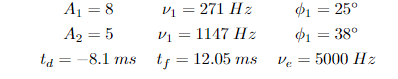 A₁ = 8 ν₁ = 271 Hz ϕ₁ = 25°
A₂ = 5 ν₁ = 1147 Hz ϕ₁ = 38°
t_d = −8.1 ms t_f = 12.05 ms ν_e = 5000 Hz